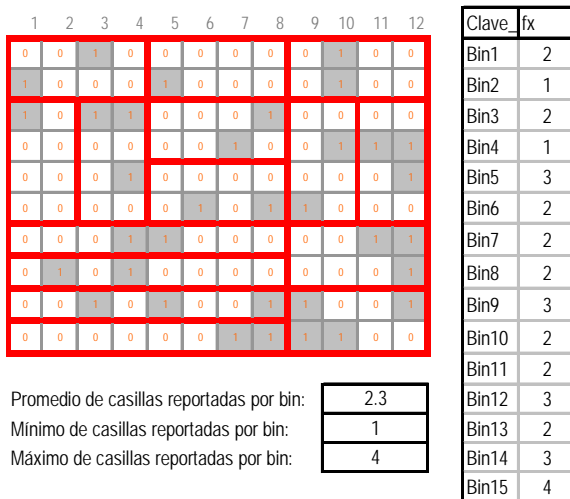 1 2 3 4 5 6 7 8 9 10 11 12
0 0 1 0 0 0 0 0 0 1 0 0
1 0 0 0 1 0 0 0 0 1 0 0
1 0 1 1 0 0 0 1 0 0 0 0
0 0 0 0 0 0 1 0 0 1 1 1
0 0 0 1 0 0 0 0 0 0 0 1
0 0 0 0 0 1 0 1 1 0 0 0
0 0 0 1 1 0 0 0 0 0 1 1
0 1 0 1 0 0 0 0 0 0 0 1
0 0 1 0 1 0 0 1 1 0 0 1
0 0 0 0 0 0 1 1 1 1 0 0
Promedio de casillas reportadas por bin: 2.3
Mínimo de casillas reportadas por bin: 1
Máximo de casillas reportadas por bin: 4
Clave_ fx
Bin1 2
Bin2 1
Bin3 2
Bin4 1
Bin5 3
Bin6 2
Bin7 2
Bin8 2
Bin9 3
Bin10 2
Bin11 2
Bin12 3
Bin13 2
Bin14 3
Bin15 4